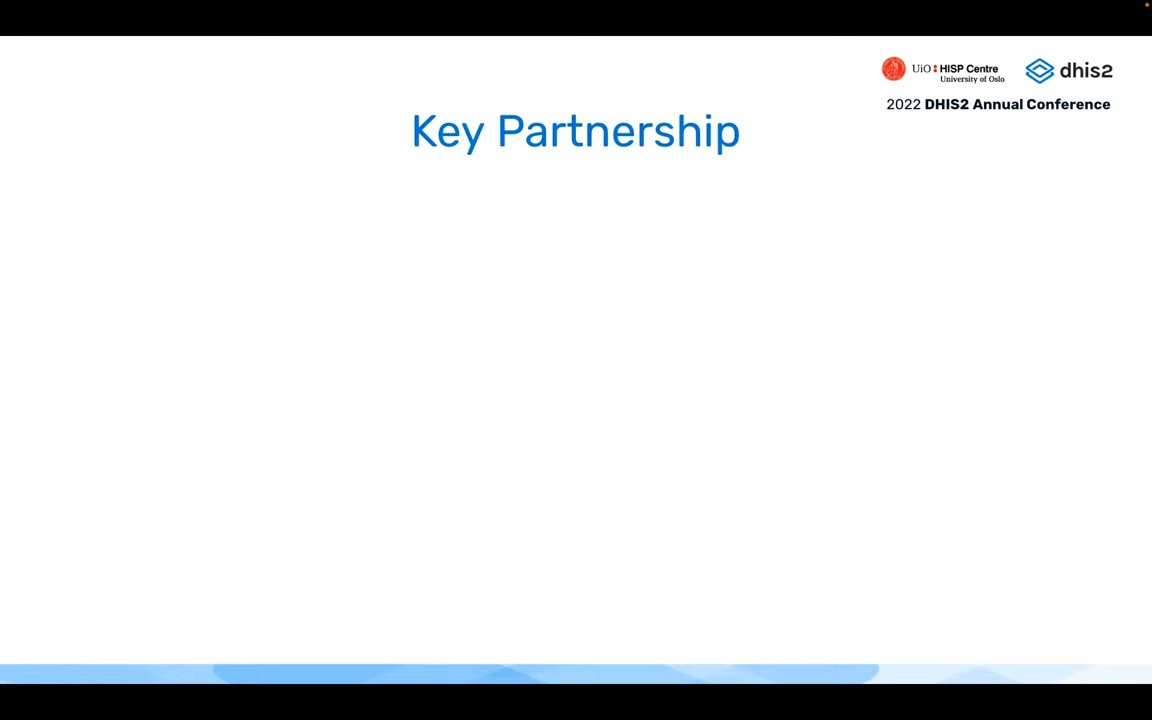 UiO: HISP Centre
University of Oslo
dhis2
2022 DHIS2 Annual Conference
Key Partnership